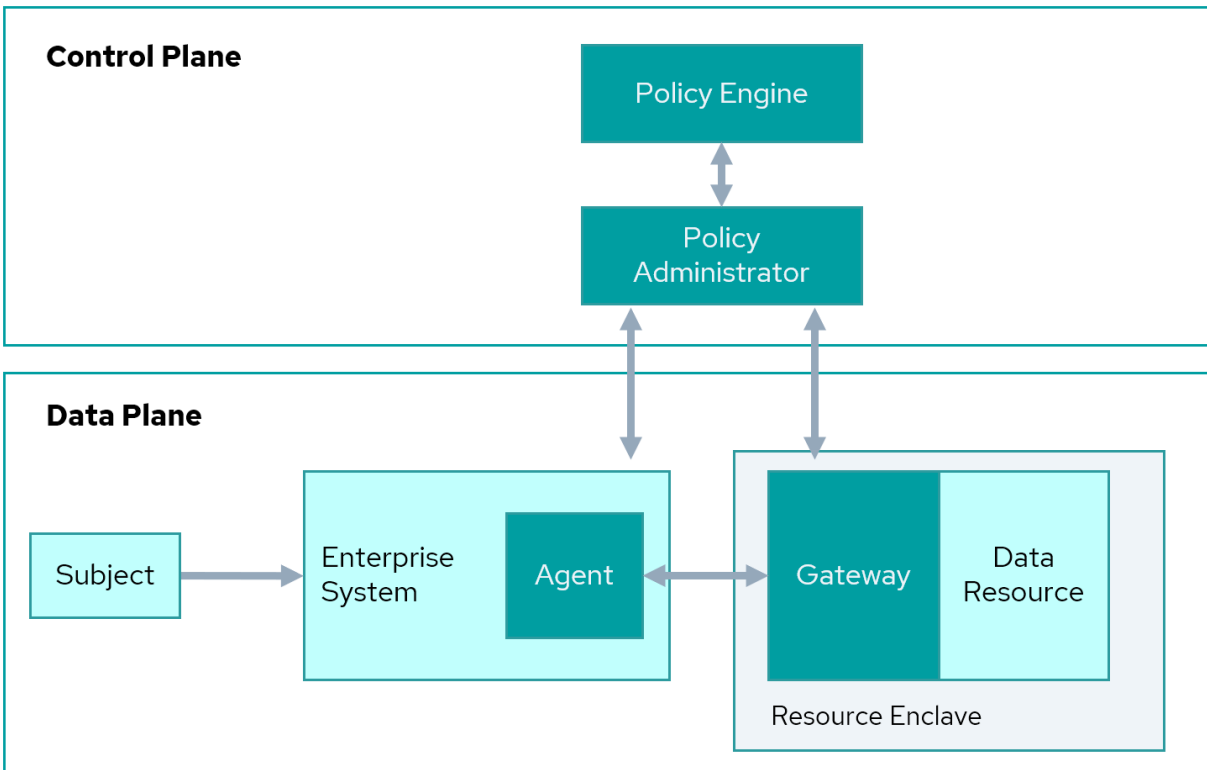 Control Plane
Policy Engine
Policy
Administrator
Data Plane
Subject
Enterprise
System
Agent
Gateway
Data
Resource
Resource Enclave